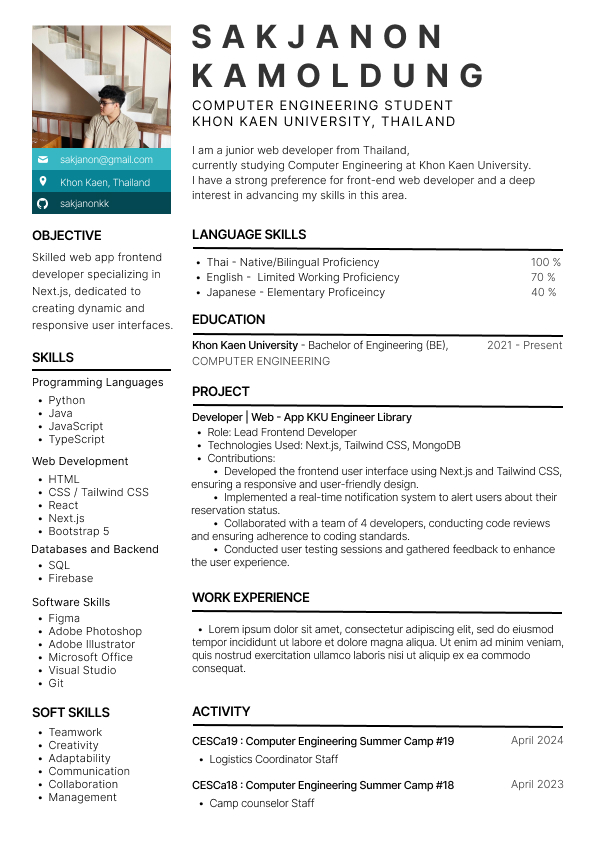 SAKJANON
KAMOLDUNG
COMPUTER ENGINEERING STUDENT
KHON KAEN UNIVERSITY, THAILAND
I am a junior web developer from Thailand,
currently studying Computer Engineering at Khon Kaen University.
I have a strong preference for front-end web developer and a deep
interest in advancing my skills in this area.
sakjanon@gmail.com
Khon Kaen, Thailand
sakjanonkk
OBJECTIVE
Skilled web app frontend
developer specializing in
Next.js, dedicated to
creating dynamic and
responsive user interfaces.
SKILLS
Programming Languages
• Python
• Java
• JavaScript
• TypeScript
Web Development
• HTML
• CSS / Tailwind CSS
• React
• Next.js
• Bootstrap 5
Databases and Backend
• SQL
• Firebase
Software Skills
• Figma
• Adobe Photoshop
• Adobe Illustrator
• Microsoft Office
• Visual Studio
• Git
SOFT SKILLS
• Teamwork
• Creativity
• Adaptability
• Communication
• Collaboration
• Management
LANGUAGE SKILLS
• Thai - Native/Bilingual Proficiency 100 %
• English - Limited Working Proficiency 70 %
• Japanese - Elementary Proficeincy 40 %
EDUCATION
Khon Kaen University - Bachelor of Engineering (BE), 2021 - Present
COMPUTER ENGINEERING
PROJECT
Developer | Web - App KKU Engineer Library
• Role: Lead Frontend Developer
• Technologies Used: Next.js, Tailwind CSS, MongoDB
• Contributions:
• Developed the frontend user interface using Next.js and Tailwind CSS,
ensuring a responsive and user-friendly design.
• Implemented a real-time notification system to alert users about their
reservation status.
• Collaborated with a team of 4 developers, conducting code reviews
and ensuring adherence to coding standards.
• Conducted user testing sessions and gathered feedback to enhance
the user experience.
WORK EXPERIENCE
• Lorem ipsum dolor sit amet, consectetur adipiscing elit, sed do eiusmod
tempor incididunt ut labore et dolore magna aliqua. Ut enim ad minim veniam,
quis nostrud exercitation ullamco laboris nisi ut aliquip ex ea commodo
consequat.
ACTIVITY
CESCa19 : Computer Engineering Summer Camp #19 April 2024
• Logistics Coordinator Staff
CESCa18 : Computer Engineering Summer Camp #18 April 2023
• Camp counselor Staff